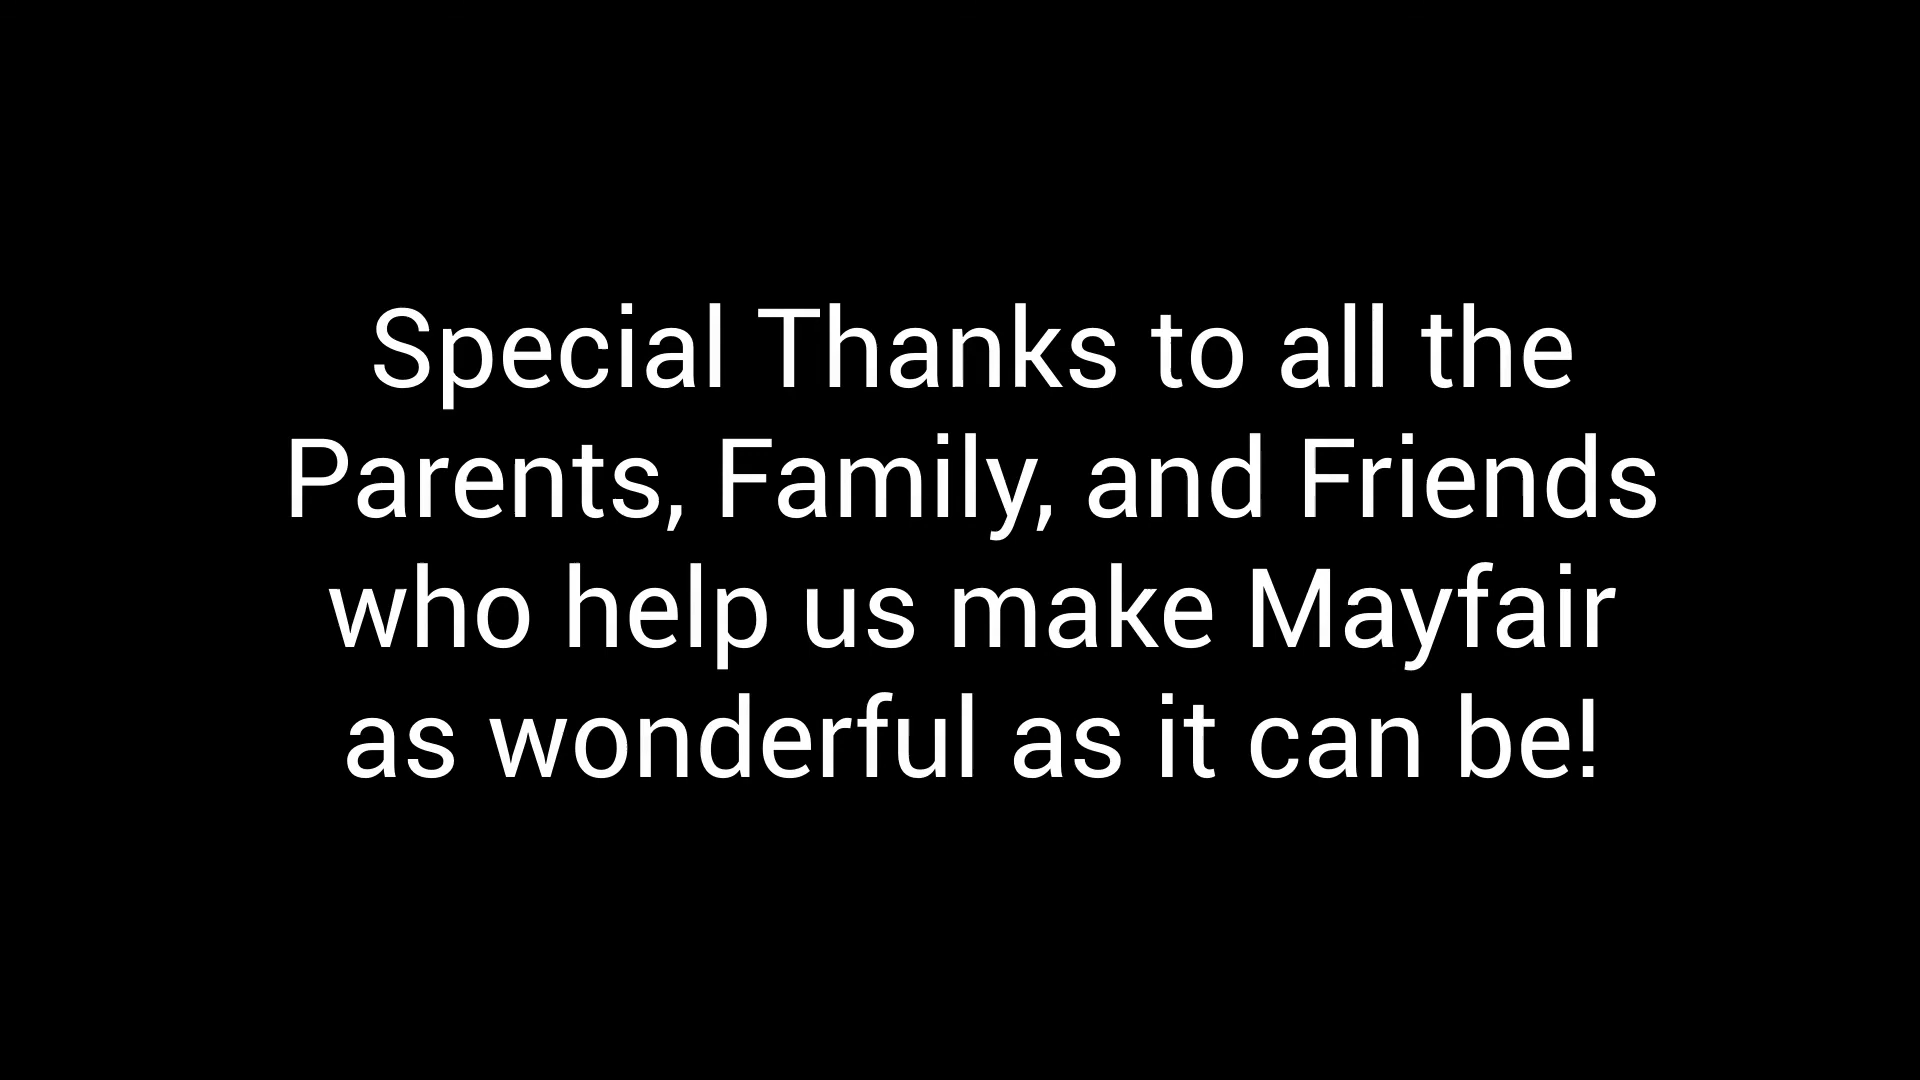 Special Thanks to all the
Parents, Family, and Friends
who help us make Mayfair
as wonderful as it can be!